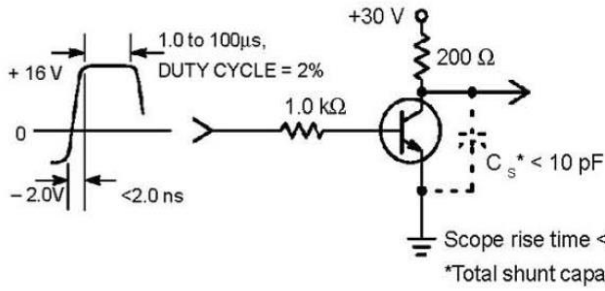 +30 V
1.0 to 100μs,
DUTY CYCLE = 2%
+ 16 V
200 Ω
1.0 kΩ
0
C s* < 10 pF
– 2.0V
<2.0 ns
Scope rise time <
*Total shunt capa